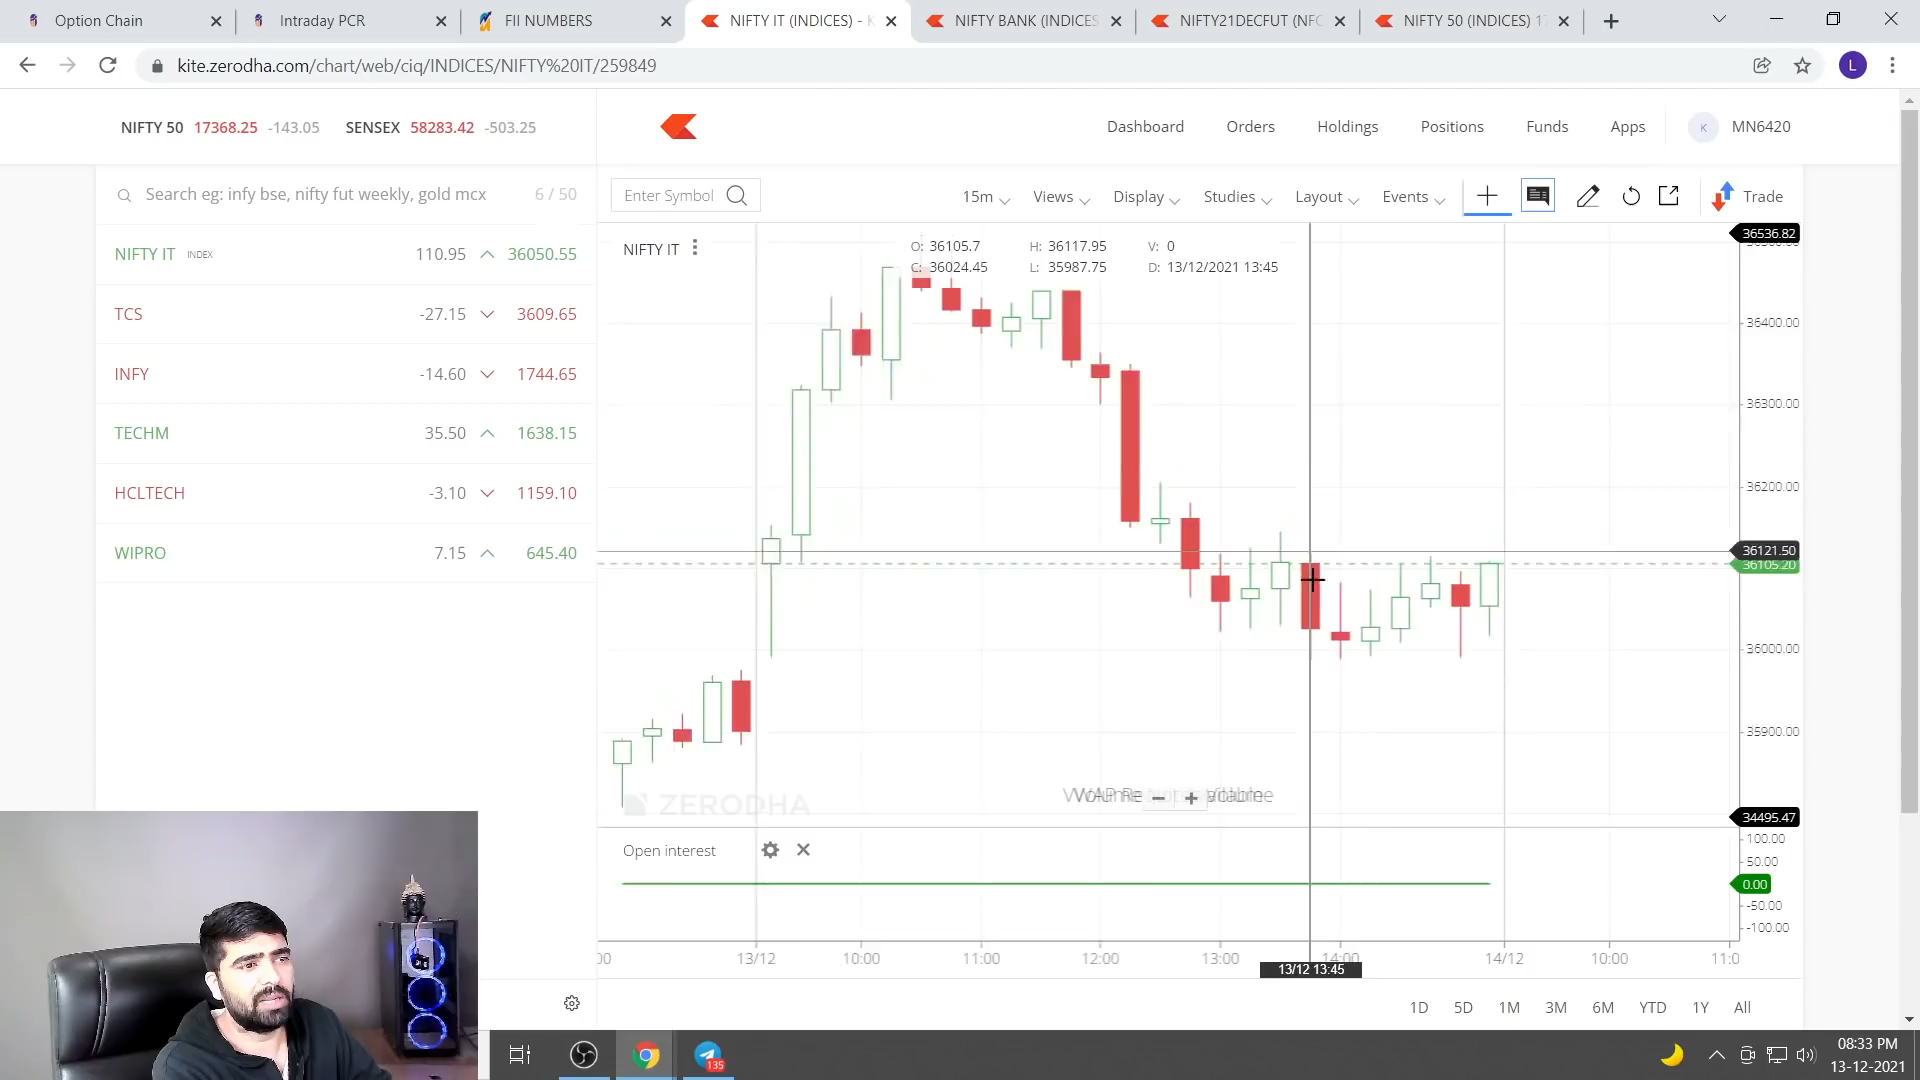 Option Chain
Intraday PCR
FII NUMBERS
NIFTY IT (INDICES) - K
NIFTY BANK (INDICES
NIFTY21DECFUT (NFO
NIFTY 50 (INDICES) 17
kite.zerodha.com/chart/web/ciq/INDICES/NIFTY%20IT/259849
L
NIFTY 50 17368.25 -143.05 SENSEX 58283.42 -503.25
Dashboard Orders Holdings Positions Funds Apps K MN6420
Search eg: infy bse, nifty fut weekly, gold mcx 6 / 50
Enter Symbol 15m Views Display Studies Layout Events Trade
NIFTY IT INDEX 110.95 36050.55
TCS -27.15 3609.65
INFY -14.60 1744.65
TECHM 35.50 1638.15
HCLTECH -3.10 1159.10
WIPRO 7.15 645.40
NIFTY IT
O: 36105.7 H: 36117.95 V: 0
C: 36024.45 L: 35987.75 D: 13/12/2021 13:45
36536.82
36400.00
36300.00
36200.00
36121.50
36105.20
36000.00
35900.00
34495.47
ZERODHA
Open interest
100.00
50.00
0.00
-50.00
-100.00
13/12 10:00 11:00 12:00 13:00 14:00 14/12 10:00 11:0
13/12 13:45
1D 5D 1M 3M 6M YTD 1Y All
135
08:33 PM
13-12-2021